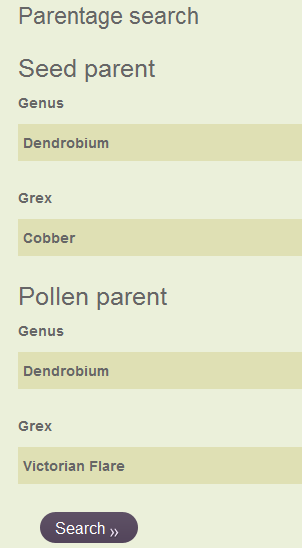 Parentage search
Seed parent
Genus
Dendrobium
Grex
Cobber
Pollen parent
Genus
Dendrobium
Grex
Victorian Flare
Search »